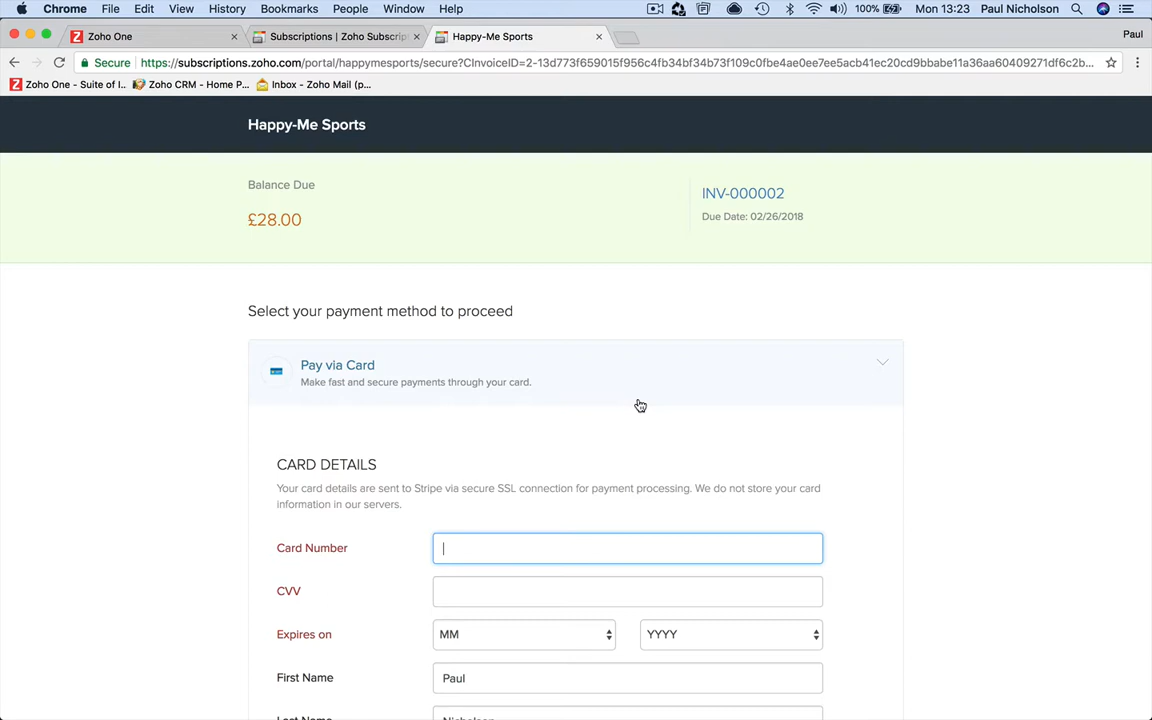 Chrome File Edit View History Bookmarks People Window Help 100% Mon 13:23 Paul Nicholson
Zoho One Subscriptions | Zoho Subscrip Happy-Me Sports Paul
Secure https://subscriptions.zoho.com/portal/happymesports/secure?CInvoiceID=2-13d773f659015f956c4fb34bf34b73f109c0fbe4ae0ee7ee5acb41ec20cd9bbabe11a36aa60409271df6c2b...
Zoho One - Suite of I.. Zoho CRM - Home P... Inbox - Zoho Mail (p...
Happy-Me Sports
Balance Due
£28.00
INV-000002
Due Date: 02/26/2018
Select your payment method to proceed
Pay via Card
Make fast and secure payments through your card.
CARD DETAILS
Your card details are sent to Stripe via secure SSL connection for payment processing. We do not store your card
information in our servers.
Card Number
CVV
Expires on MM YYYY
First Name Paul
Last Name Nicholson